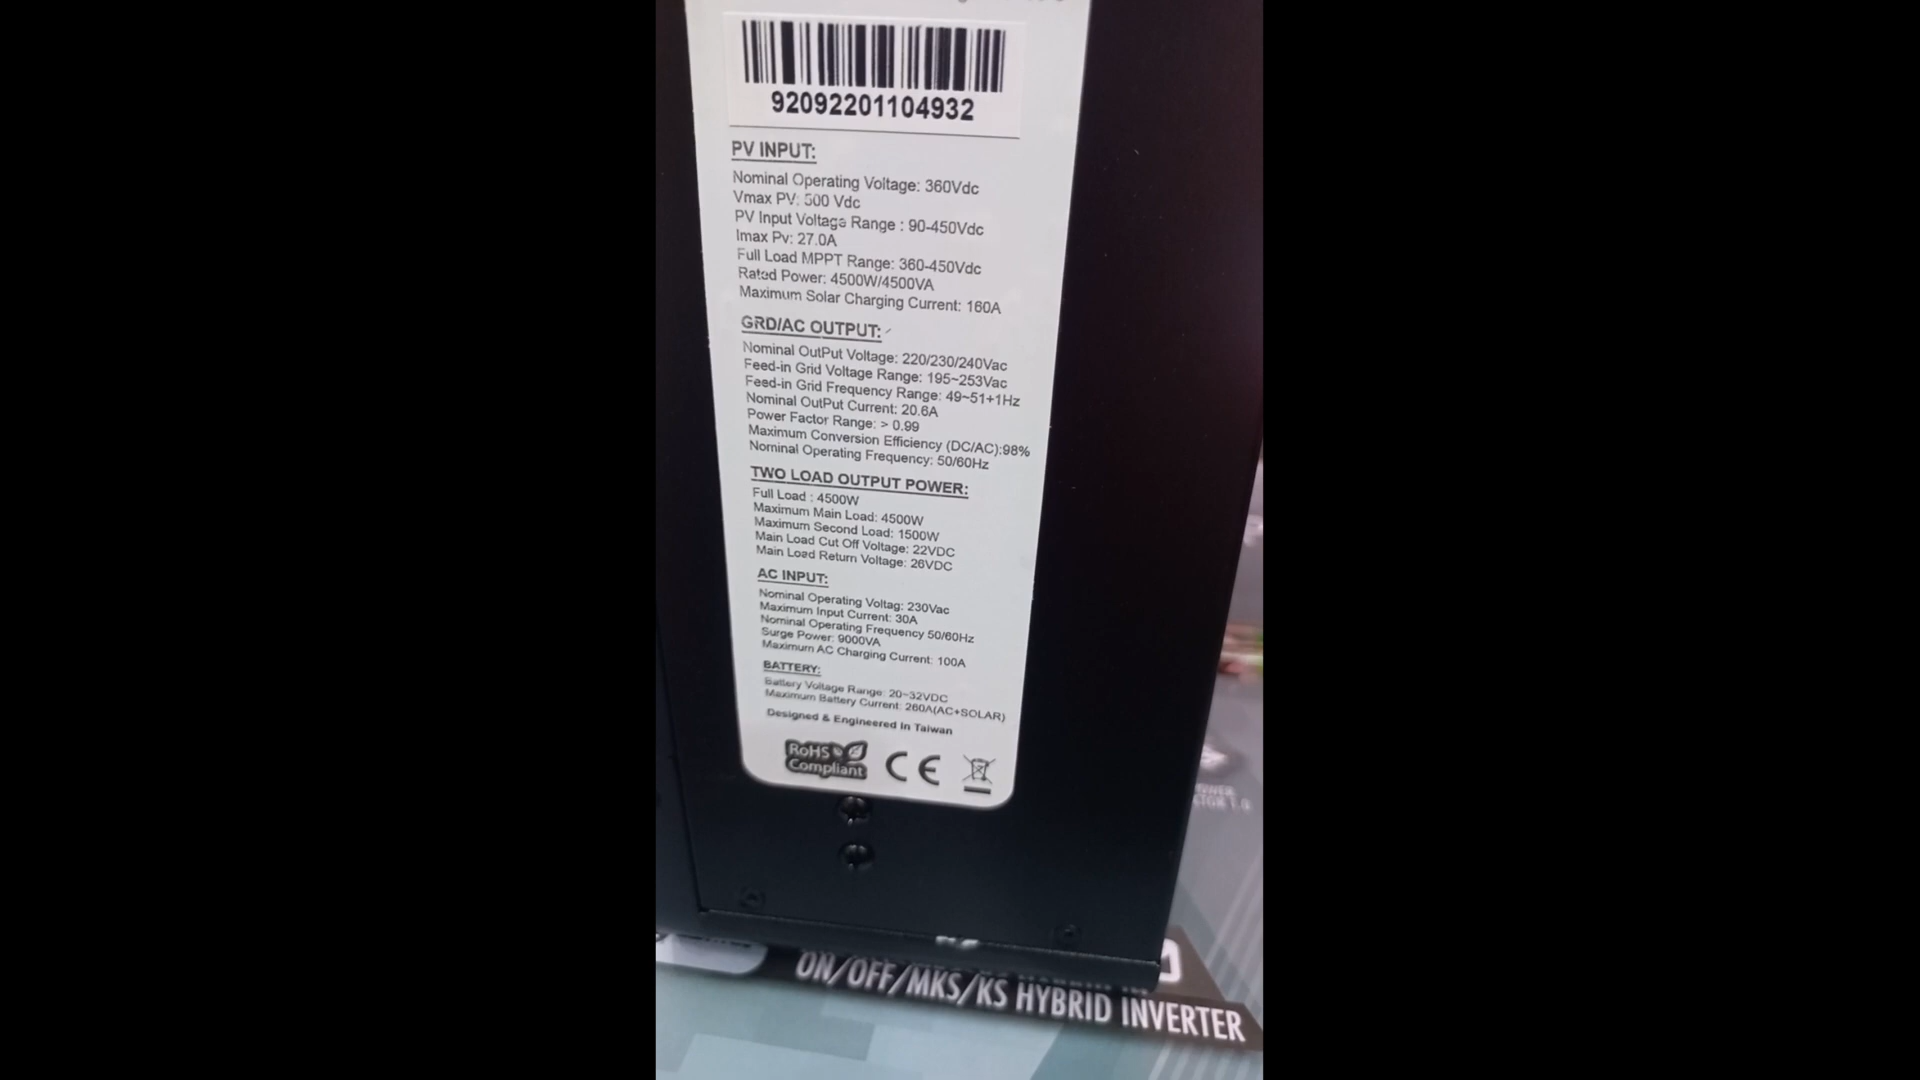 92092201104932
PV INPUT:
Nominal Operating Voltage: 360Vdc
Vmax PV: 500 Vdc
PV Input Voltage Range : 90-450Vdc
Imax Pv: 27.0A
Full Load MPPT Range: 360-450Vdc
Rated Power: 4500W/4500VA
Maximum Solar Charging Current: 160A
GRD/AC OUTPUT:
Nominal OutPut Voltage: 220/230/240Vac
Feed-in Grid Voltage Range: 195~253Vac
Feed-in Grid Frequency Range: 49~51+1Hz
Nominal OutPut Current: 20.6A
Power Factor Range: > 0.99
Maximum Conversion Efficiency (DC/AC):98%
Nominal Operating Frequency: 50/60Hz
TWO LOAD OUTPUT POWER:
Full Load : 4500W
Maximum Main Load: 4500W
Maximum Second Load: 1500W
Main Load Cut Off Voltage: 22VDC
Main Load Return Voltage: 26VDC
AC INPUT:
Nominal Operating Voltag: 230Vac
Maximum Input Current: 30A
Nominal Operating Frequency 50/60Hz
Surge Power: 9000VA
Maximum AC Charging Current: 100A
BATTERY:
Battery Voltage Range: 20~32VDC
Maximum Battery Current: 260A(AC+SOLAR)
Designed & Engineered In Taiwan
RoHS
Compliant
CE
ON/OFF/MKS/KS HYBRID INVERTER